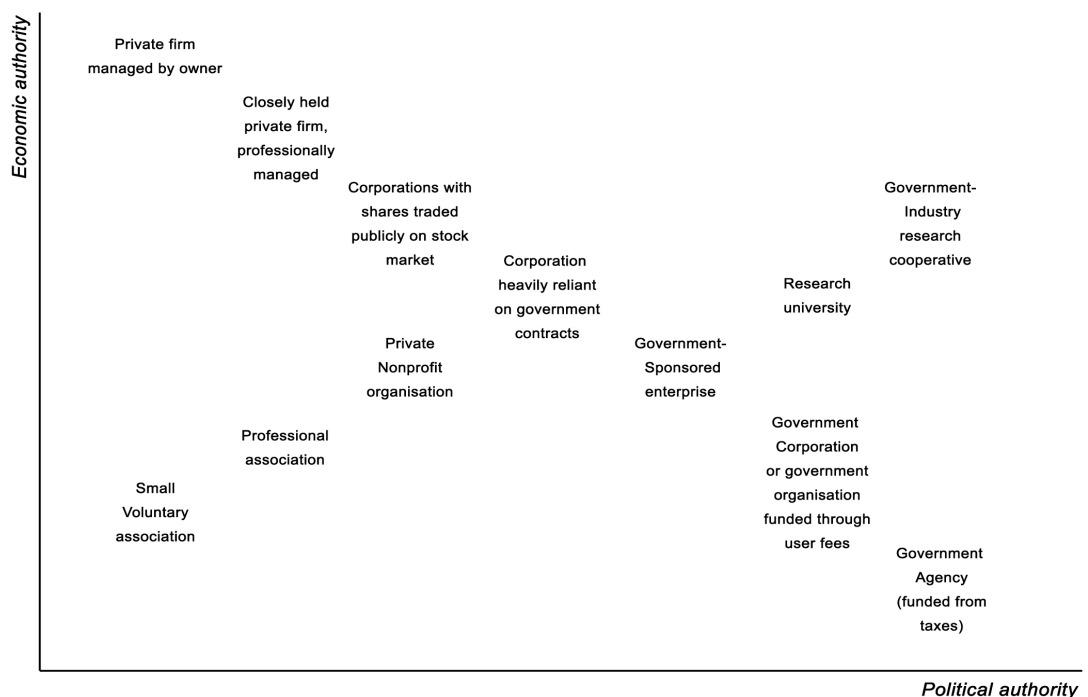 Economic authority
Private firm
managed by owner
Closely held
private firm,
professionally
managed
Corporations with
shares traded
publicly on stock
market
Government-
Industry
research
cooperative
Corporation
heavily reliant
on government
contracts
Research
university
Private
Nonprofit
organisation
Government-
Sponsored
enterprise
Professional
association
Government
Corporation
or government
organisation
funded through
user fees
Small
Voluntary
association
Government
Agency
(funded from
taxes)
Political authority